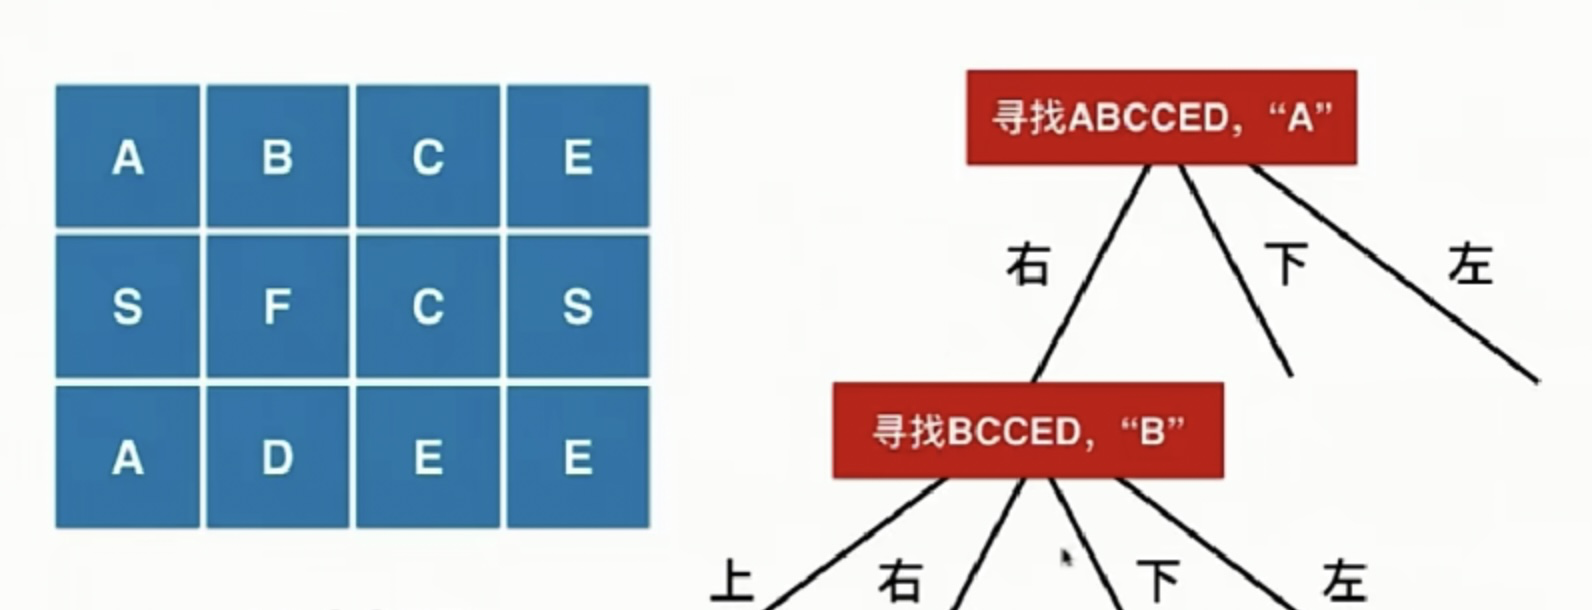 A B C E
S F C S
A D E E
寻找ABCCED，“A”
右 下 左
寻找BCCED，“B”
上 右 下 左